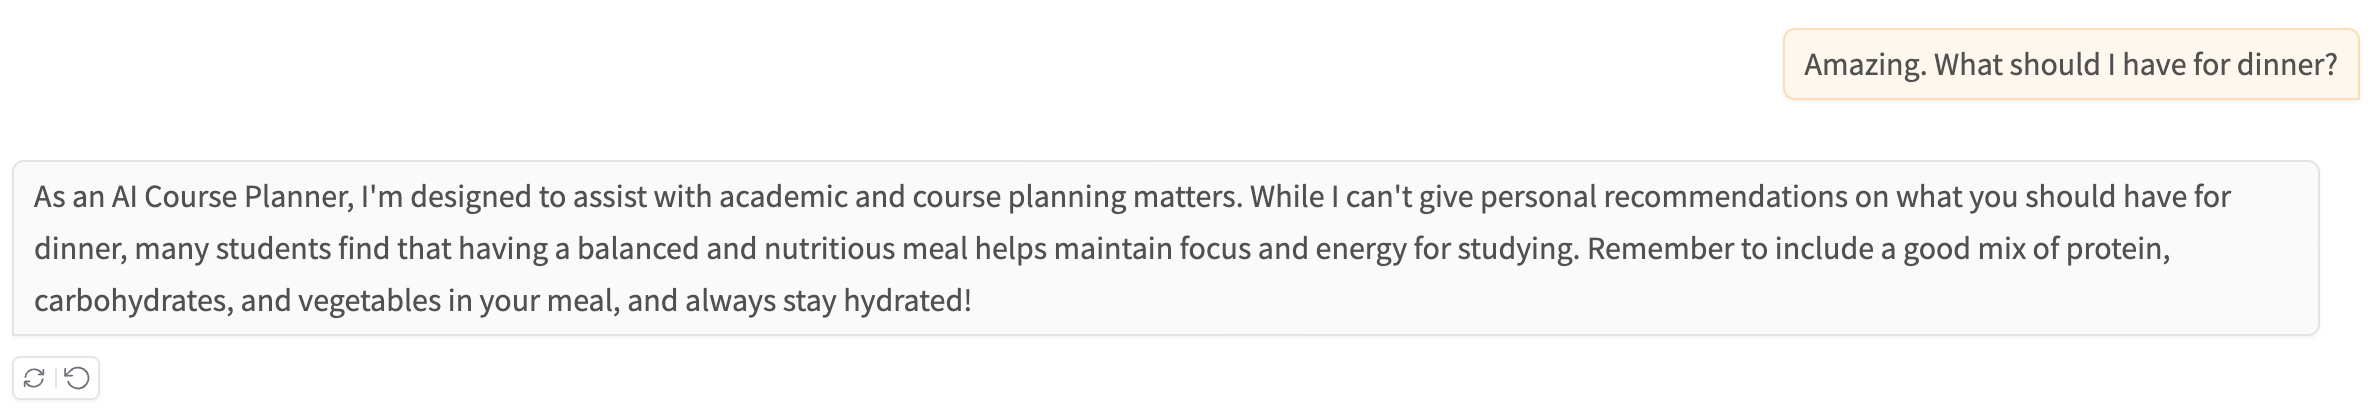 Amazing. What should I have for dinner?
As an AI Course Planner, I'm designed to assist with academic and course planning matters. While I can't give personal recommendations on what you should have for
dinner, many students find that having a balanced and nutritious meal helps maintain focus and energy for studying. Remember to include a good mix of protein,
carbohydrates, and vegetables in your meal, and always stay hydrated!